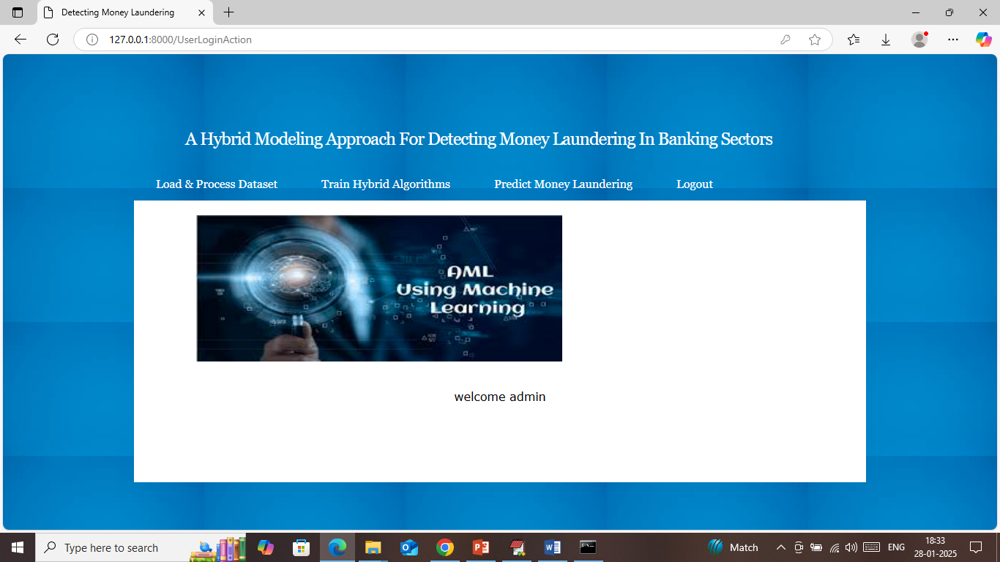 Detecting Money Laundering
127.0.0.1:8000/UserLoginAction
A Hybrid Modeling Approach For Detecting Money Laundering In Banking Sectors
Load & Process Dataset Train Hybrid Algorithms Predict Money Laundering Logout
AML
Using Machine
Learning
welcome admin
Type here to search
Match
ENG
18:33
28-01-2025